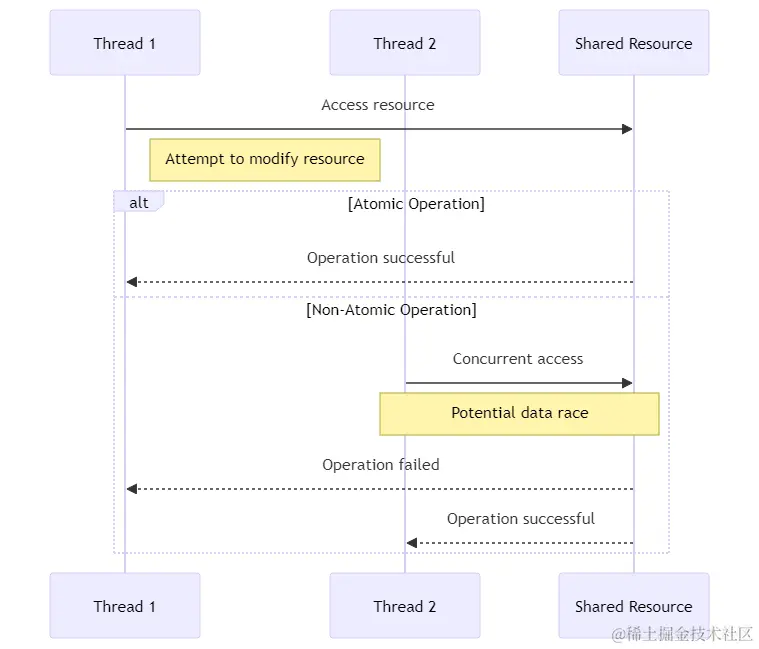 Thread 1
Thread 2
Shared Resource
Access resource
Attempt to modify resource
alt
[Atomic Operation]
Operation successful
[Non-Atomic Operation]
Concurrent access
Potential data race
Operation failed
Operation successful
Thread 1
Thread 2
Shared Resource
@稀土掘金技术社区